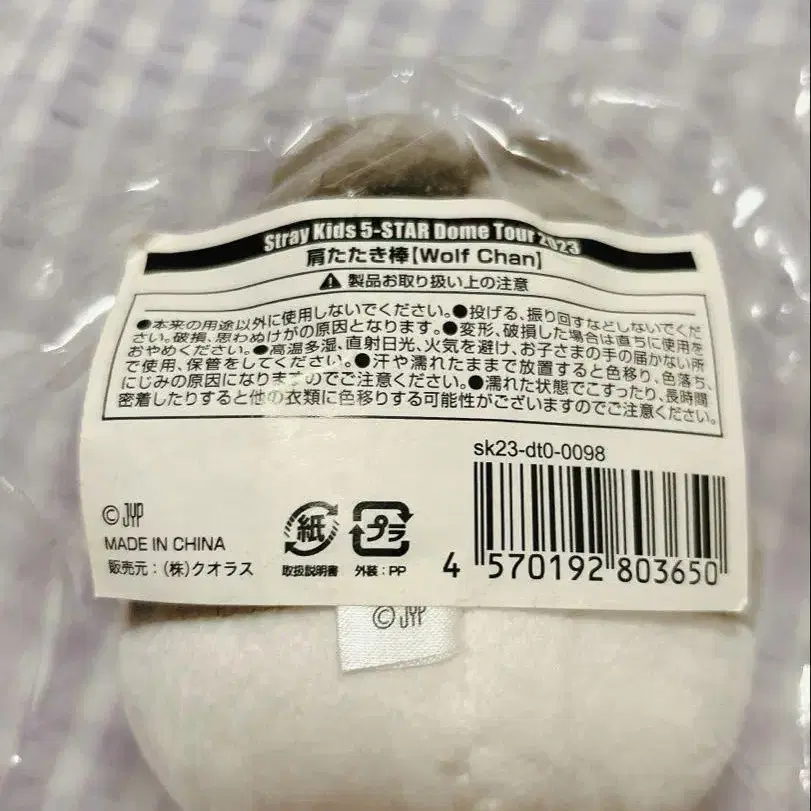 Stray Kids 5-STAR Dome Tour 2023
肩たたき棒【Wolf Chan】
⚠ 製品お取り扱い上の注意
●本来の用途以外に使用しないでください。●投げる、振り回すなどしないでくださ
い。破損、思わぬけがの原因となります。●変形、破損した場合は直ちに使用を
おやめください。●高温多湿、直射日光、火気を避け、お子さまの手の届かない所
で使用、保管をしてください。●汗や濡れたままで放置すると色移り、色落ち、
にじみの原因になりますのでご注意ください。●濡れた状態でこすったり、長時間
密着したりすると他の衣類に色移りする可能性がございますのでご注意ください。
sk23-dt0-0098
© JYP
MADE IN CHINA
販売元:(株)クオラス
紙
取扱説明書
プラ
外装:PP
4 570192 803650
© JYP